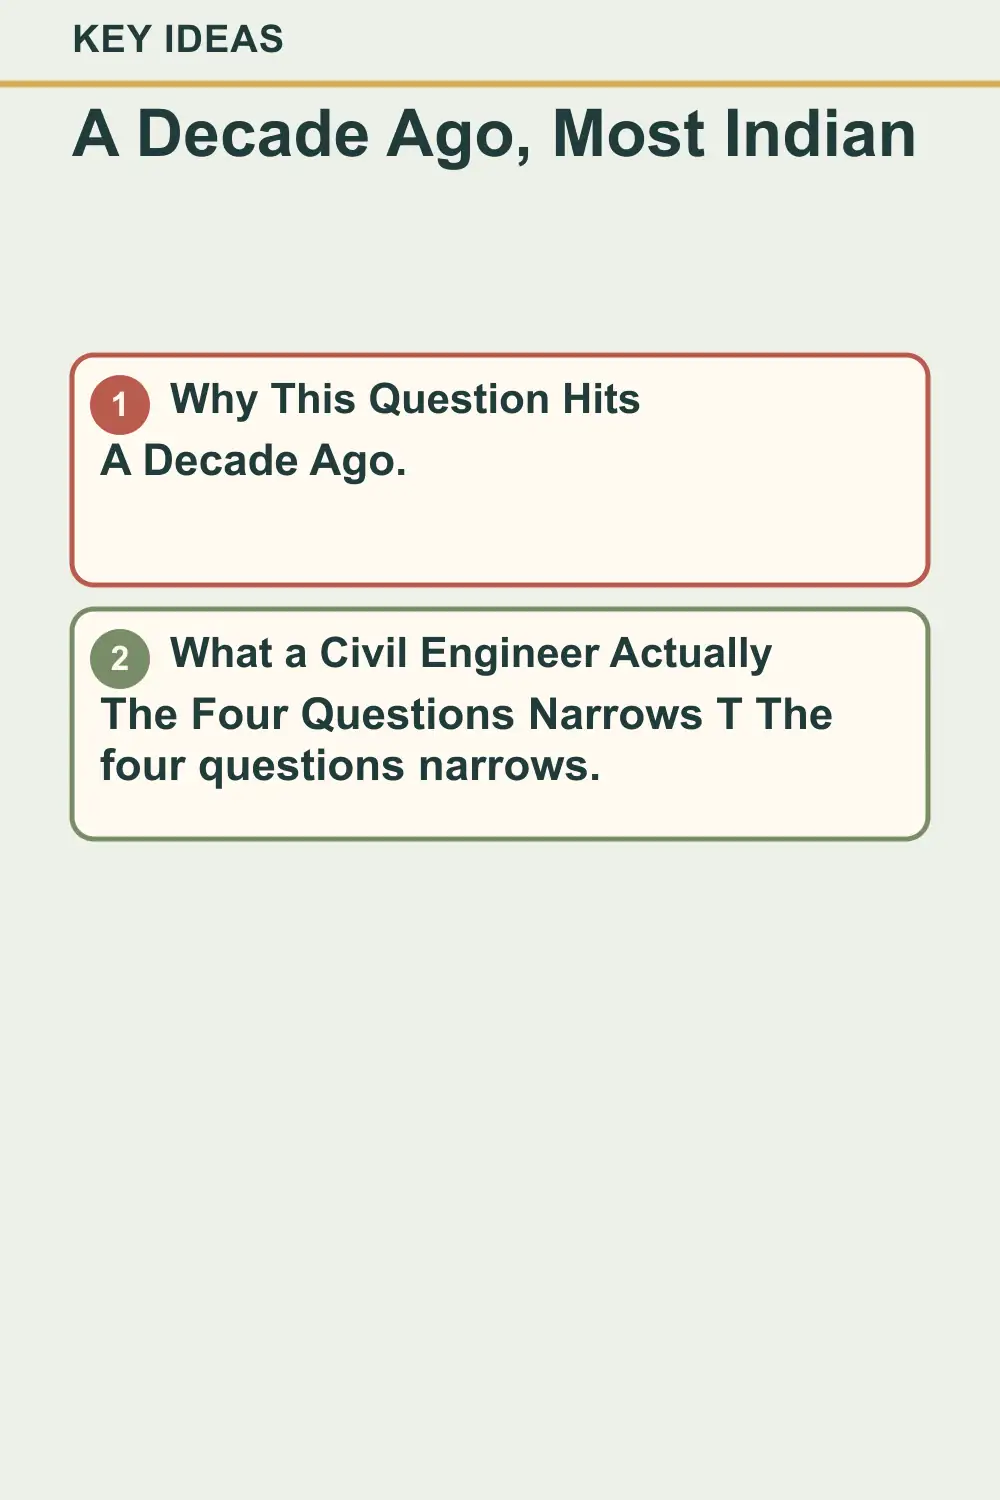 KEY IDEAS
A Decade Ago, Most Indian
1 Why This Question Hits
A Decade Ago.
2 What a Civil Engineer Actually
The Four Questions Narrows T The
four questions narrows.